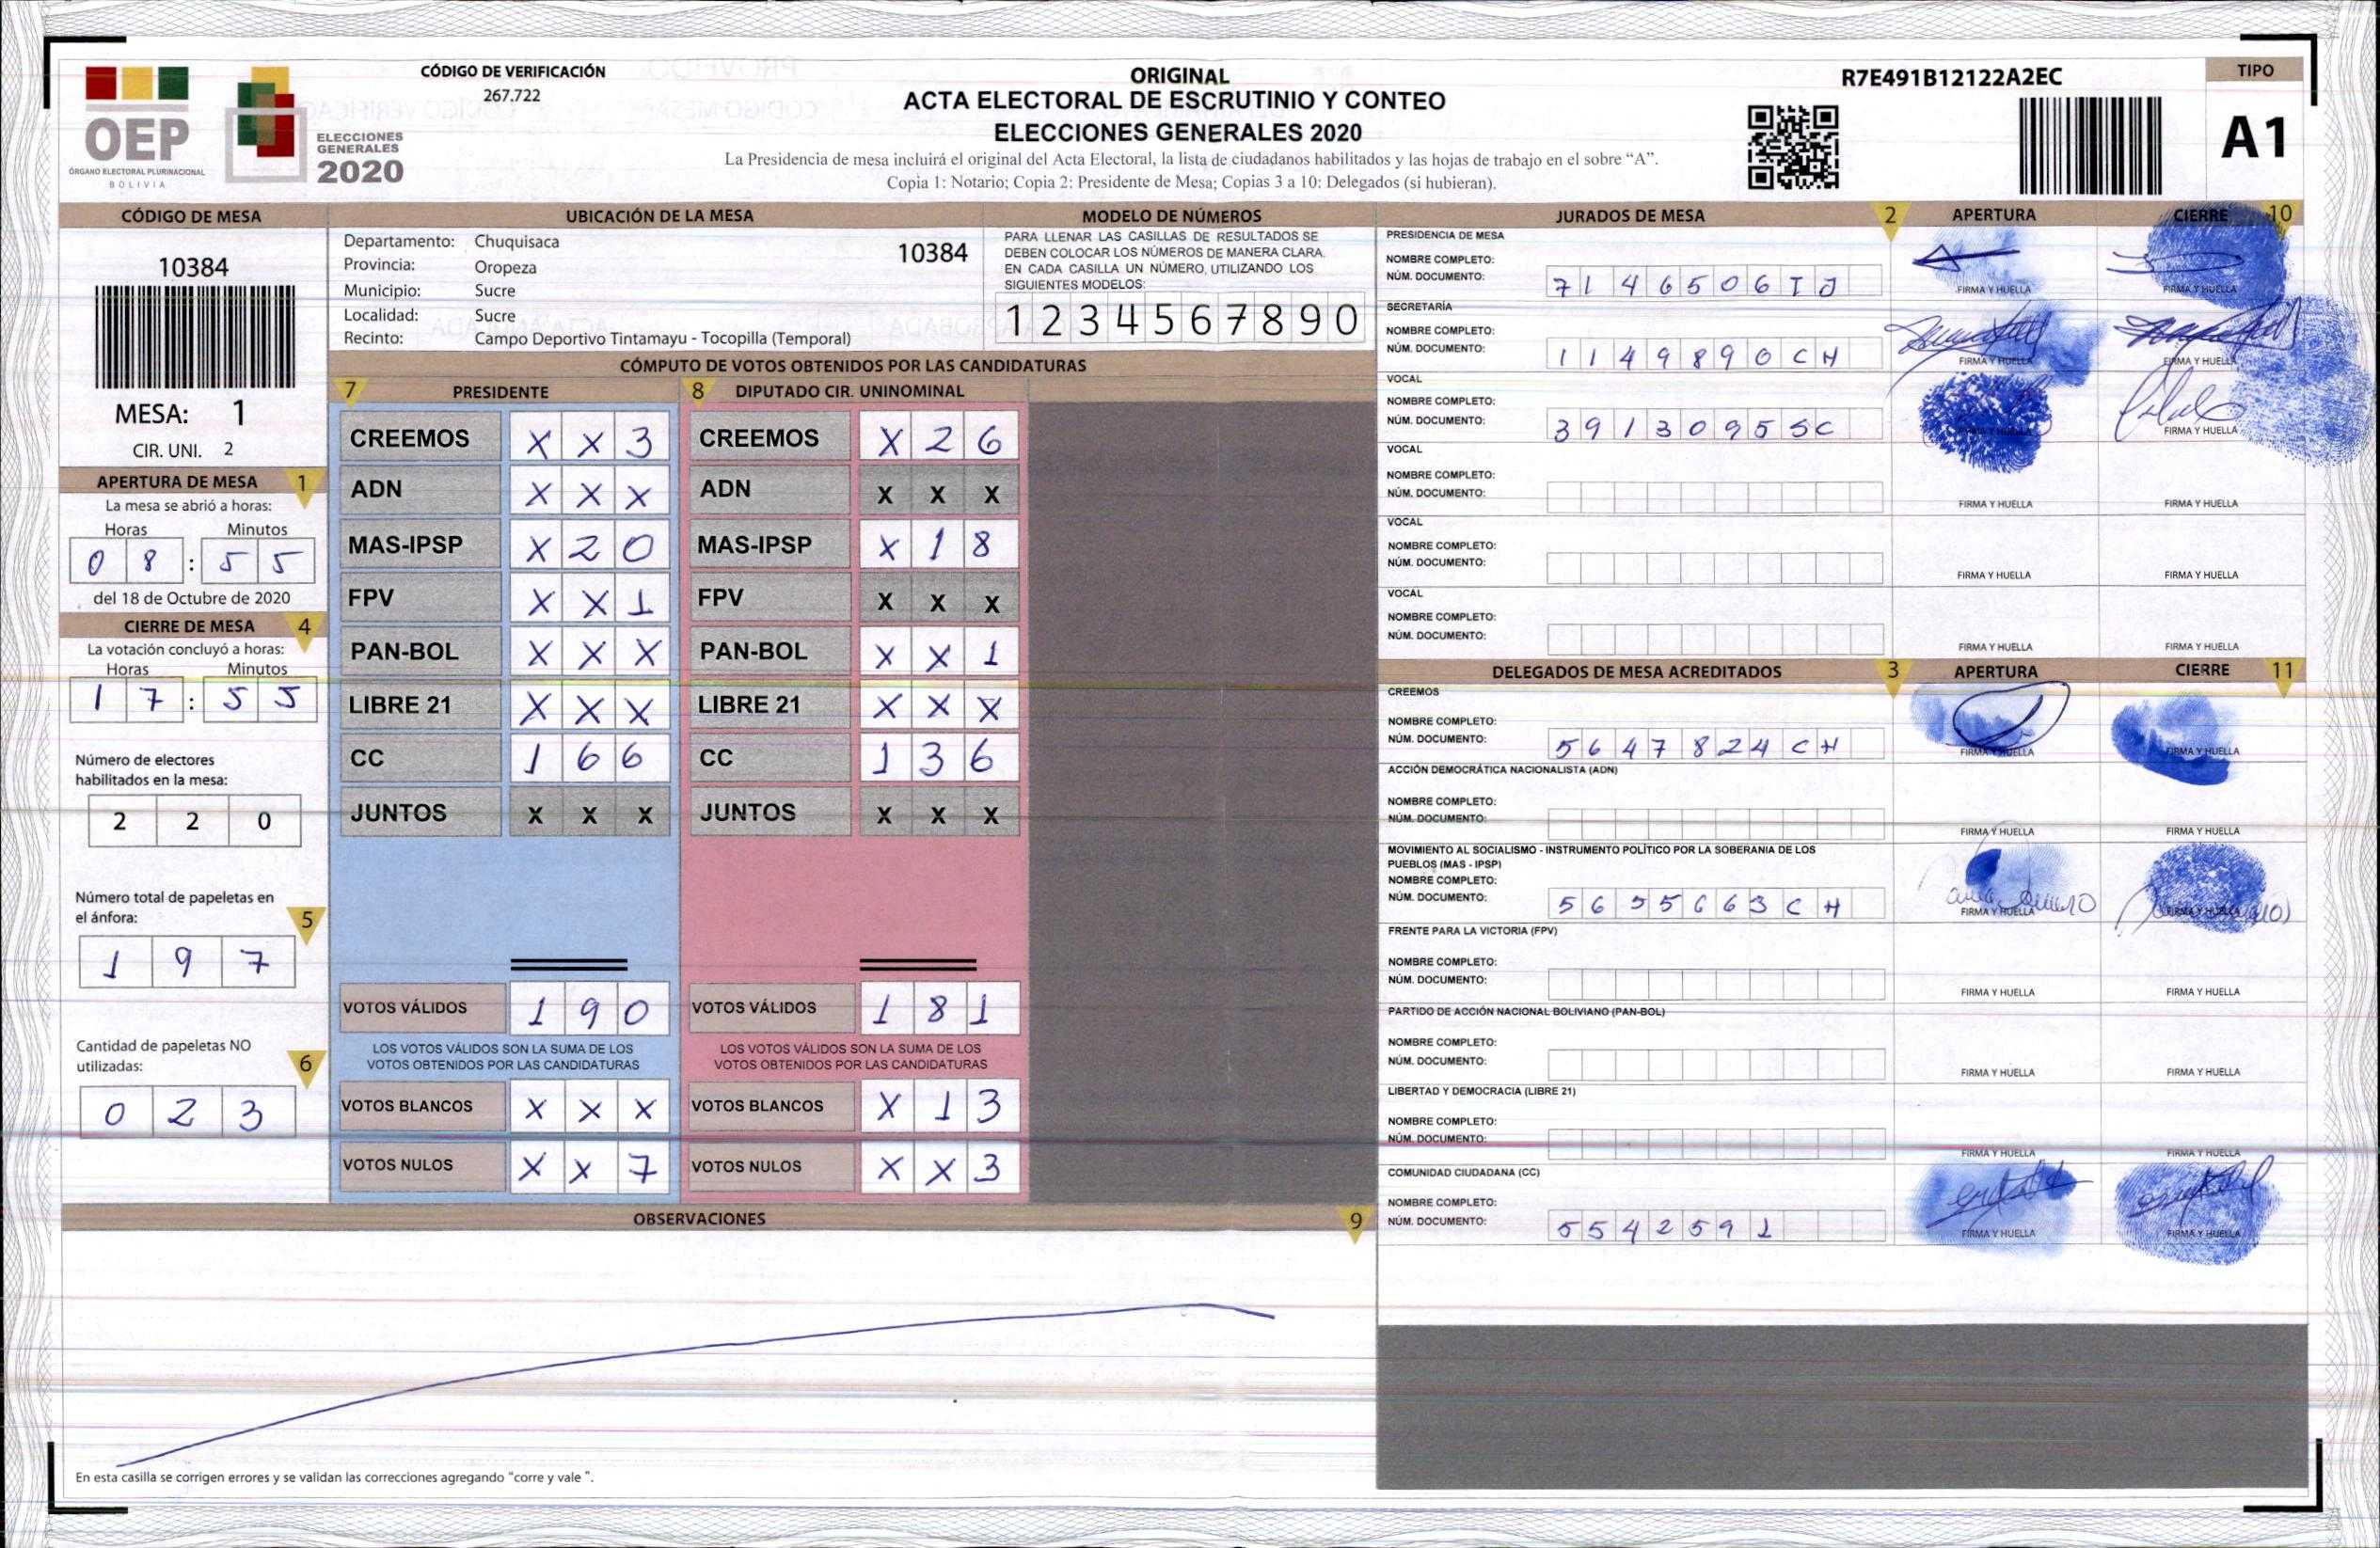 OEP
ÓRGANO ELECTORAL PLURINACIONAL
BOLIVIA
ELECCIONES
GENERALES
2020
CÓDIGO DE VERIFICACIÓN
267.722
ORIGINAL
ACTA ELECTORAL DE ESCRUTINIO Y CONTEO
ELECCIONES GENERALES 2020
La Presidencia de mesa incluirá el original del Acta Electoral, la lista de ciudadanos habilitados y las hojas de trabajo en el sobre “A”.
Copia 1: Notario; Copia 2: Presidente de Mesa; Copias 3 a 10: Delegados (si hubieran).
R7E491B12122A2EC
TIPO
A1
CÓDIGO DE MESA
10384
MESA: 1
CIR. UNI. 2
APERTURA DE MESA 1
La mesa se abrió a horas:
Horas Minutos
0 8 : 5 5
del 18 de Octubre de 2020
CIERRE DE MESA 4
La votación concluyó a horas:
Horas Minutos
1 7 : 5 5
Número de electores
habilitados en la mesa:
2 2 0
Número total de papeletas en
el ánfora: 5
1 9 7
Cantidad de papeletas NO
utilizadas: 6
0 2 3
UBICACIÓN DE LA MESA
Departamento: Chuquisaca 10384
Provincia: Oropeza
Municipio: Sucre
Localidad: Sucre
Recinto: Campo Deportivo Tintamayu - Tocopilla (Temporal)
MODELO DE NÚMEROS
PARA LLENAR LAS CASILLAS DE RESULTADOS SE
DEBEN COLOCAR LOS NÚMEROS DE MANERA CLARA.
EN CADA CASILLA UN NÚMERO, UTILIZANDO LOS
SIGUIENTES MODELOS:
1 2 3 4 5 6 7 8 9 0
CÓMPUTO DE VOTOS OBTENIDOS POR LAS CANDIDATURAS
7 PRESIDENTE
CREEMOS X X 3
ADN X X X
MAS-IPSP X 2 0
FPV X X 1
PAN-BOL X X X
LIBRE 21 X X X
CC 1 6 6
JUNTOS X X X
VOTOS VÁLIDOS 1 9 0
LOS VOTOS VÁLIDOS SON LA SUMA DE LOS
VOTOS OBTENIDOS POR LAS CANDIDATURAS
VOTOS BLANCOS X X X
VOTOS NULOS X X 7
8 DIPUTADO CIR. UNINOMINAL
CREEMOS X 2 6
ADN X X X
MAS-IPSP X 1 8
FPV X X X
PAN-BOL X X 1
LIBRE 21 X X X
CC 1 3 6
JUNTOS X X X
VOTOS VÁLIDOS 1 8 1
LOS VOTOS VÁLIDOS SON LA SUMA DE LOS
VOTOS OBTENIDOS POR LAS CANDIDATURAS
VOTOS BLANCOS X 1 3
VOTOS NULOS X X 3
OBSERVACIONES 9
En esta casilla se corrigen errores y se validan las correcciones agregando “corre y vale ”.
JURADOS DE MESA 2 APERTURA CIERRE 10
PRESIDENCIA DE MESA
NOMBRE COMPLETO:
NÚM. DOCUMENTO: 7 1 4 6 5 0 6 T J
FIRMA Y HUELLA FIRMA Y HUELLA
SECRETARÍA
NOMBRE COMPLETO:
NÚM. DOCUMENTO: 1 1 4 9 8 9 0 C H
FIRMA Y HUELLA FIRMA Y HUELLA
VOCAL
NOMBRE COMPLETO:
NÚM. DOCUMENTO: 3 9 1 3 0 9 5 S C
FIRMA Y HUELLA
VOCAL
NOMBRE COMPLETO:
NÚM. DOCUMENTO:
FIRMA Y HUELLA FIRMA Y HUELLA
VOCAL
NOMBRE COMPLETO:
NÚM. DOCUMENTO:
FIRMA Y HUELLA FIRMA Y HUELLA
VOCAL
NOMBRE COMPLETO:
NÚM. DOCUMENTO:
FIRMA Y HUELLA FIRMA Y HUELLA
DELEGADOS DE MESA ACREDITADOS 3 APERTURA CIERRE 11
CREEMOS
NOMBRE COMPLETO:
NÚM. DOCUMENTO: 5 6 4 7 8 2 4 C H
FIRMA Y HUELLA FIRMA Y HUELLA
ACCIÓN DEMOCRÁTICA NACIONALISTA (ADN)
NOMBRE COMPLETO:
NÚM. DOCUMENTO:
FIRMA Y HUELLA FIRMA Y HUELLA
MOVIMIENTO AL SOCIALISMO - INSTRUMENTO POLÍTICO POR LA SOBERANIA DE LOS
PUEBLOS (MAS - IPSP)
NOMBRE COMPLETO:
NÚM. DOCUMENTO: 5 6 5 5 6 6 3 C H
FIRMA Y HUELLA FIRMA Y HUELLA
FRENTE PARA LA VICTORIA (FPV)
NOMBRE COMPLETO:
NÚM. DOCUMENTO:
FIRMA Y HUELLA FIRMA Y HUELLA
PARTIDO DE ACCIÓN NACIONAL BOLIVIANO (PAN-BOL)
NOMBRE COMPLETO:
NÚM. DOCUMENTO:
FIRMA Y HUELLA FIRMA Y HUELLA
LIBERTAD Y DEMOCRACIA (LIBRE 21)
NOMBRE COMPLETO:
NÚM. DOCUMENTO:
FIRMA Y HUELLA FIRMA Y HUELLA
COMUNIDAD CIUDADANA (CC)
NOMBRE COMPLETO:
NÚM. DOCUMENTO: 5 5 4 2 5 9 1
FIRMA Y HUELLA FIRMA Y HUELLA